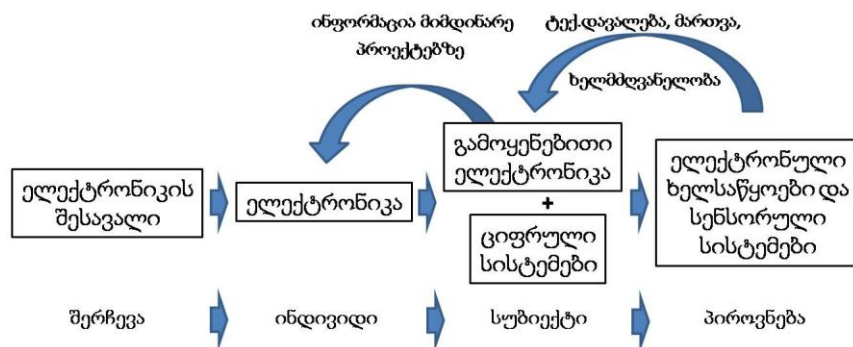 ინფორმაცია მიმდინარე
პროექტებზე
ტექ.დავალება, მართვა,
ხელმძღვანელობა
ელექტრონიკის
შესავალი
ელექტრონიკა
გამოყენებითი
ელექტრონიკა
+
ციფრული
სისტემები
ელექტრონული
ხელსაწყოები და
სენსორული
სისტემები
შერჩევა
ინდივიდი
სუბიექტი
პიროვნება